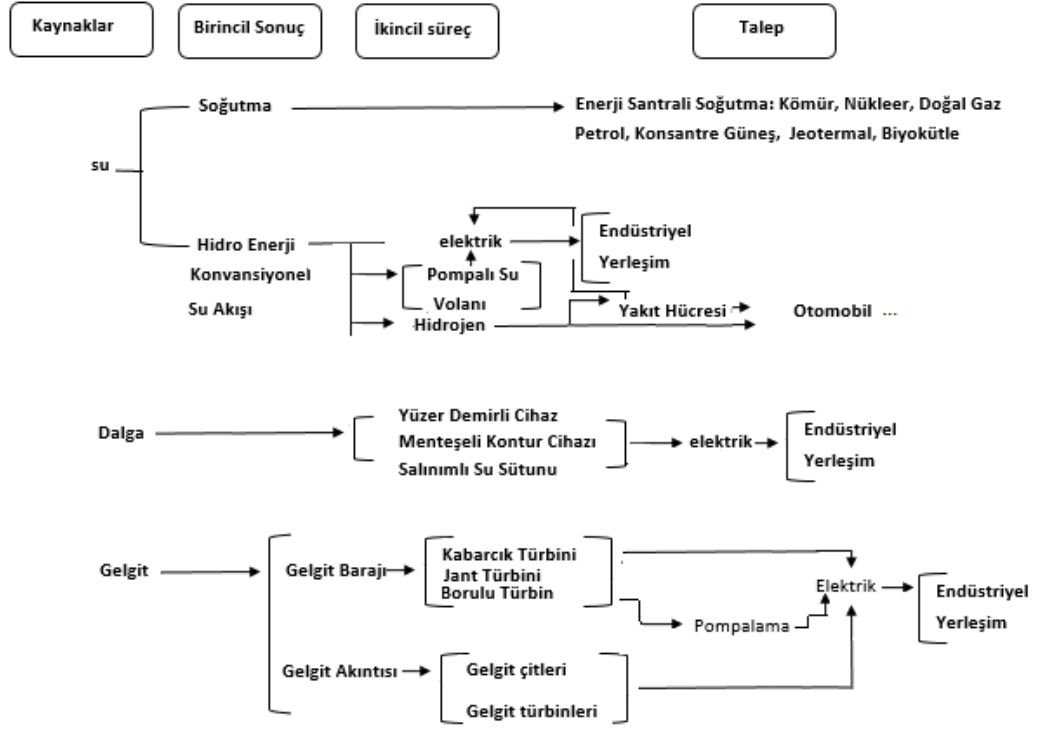 Kaynaklar
Birincil Sonuç
İkincil süreç
Talep
Soğutma
Enerji Santrali Soğutma: Kömür, Nükleer, Doğal Gaz
Petrol, Konsantre Güneş, Jeotermal, Biyokütle
su
Hidro Enerji
Konvansiyonel
Su Akışı
elektrik
Pompalı Su
Volanı
Hidrojen
Endüstriyel
Yerleşim
Yakıt Hücresi
Otomobil ...
Dalga
Yüzer Demirli Cihaz
Menteşeli Kontur Cihazı
Salınımlı Su Sütunu
elektrik
Endüstriyel
Yerleşim
Gelgit
Gelgit Barajı
Kabarcık Türbini
Jant Türbini
Borulu Türbin
Pompalama
Elektrik
Endüstriyel
Yerleşim
Gelgit Akıntısı
Gelgit çitleri
Gelgit türbinleri